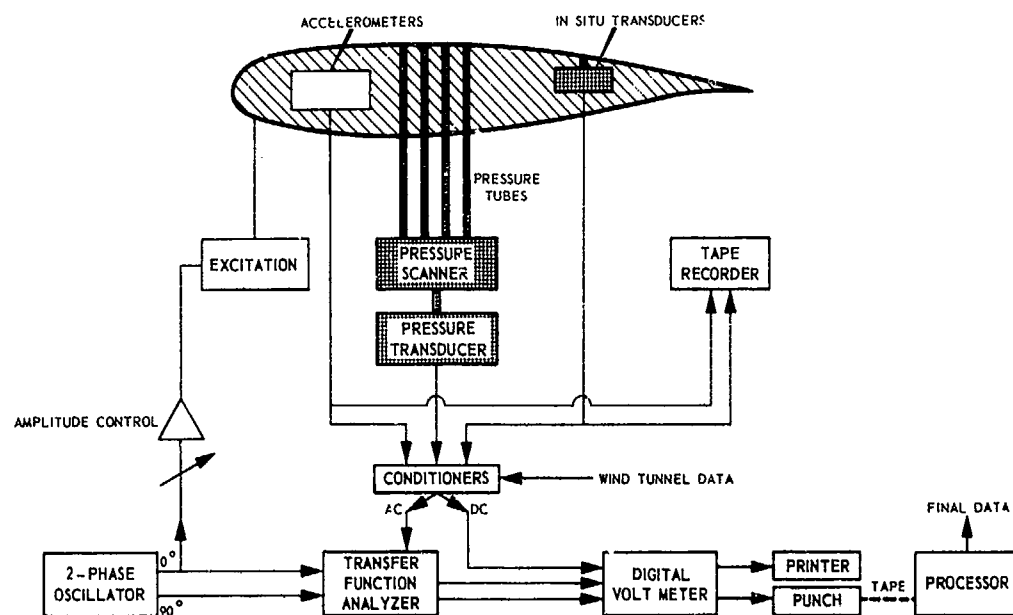 ACCELEROMETERS
IN SITU TRANSDUCERS
PRESSURE
TUBES
EXCITATION
PRESSURE
SCANNER
TAPE
RECORDER
PRESSURE
TRANSDUCER
AMPLITUDE CONTROL
CONDITIONERS
WIND TUNNEL DATA
AC
DC
FINAL DATA
0°
2-PHASE
OSCILLATOR
90°
TRANSFER
FUNCTION
ANALYZER
DIGITAL
VOLT METER
PRINTER
PUNCH
TAPE
PROCESSOR